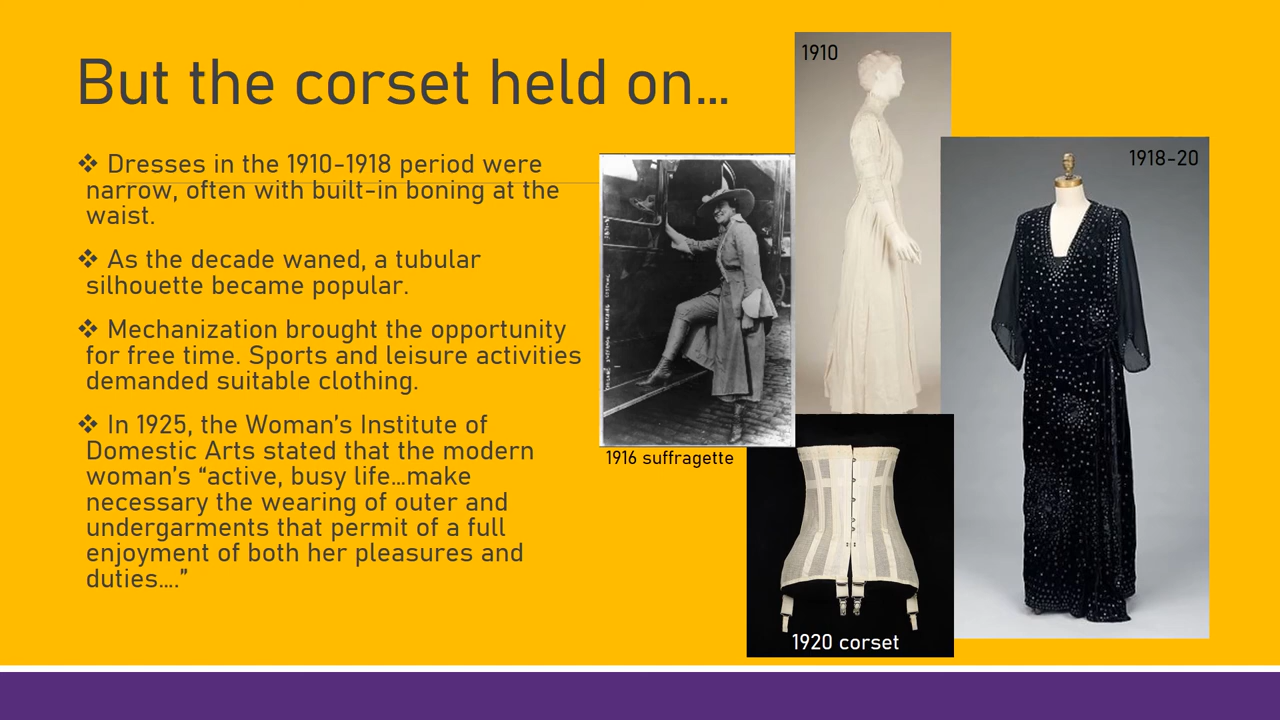 But the corset held on...
❖ Dresses in the 1910-1918 period were
narrow, often with built-in boning at the
waist.
❖ As the decade waned, a tubular
silhouette became popular.
❖ Mechanization brought the opportunity
for free time. Sports and leisure activities
demanded suitable clothing.
❖ In 1925, the Woman's Institute of
Domestic Arts stated that the modern
woman's “active, busy life...make
necessary the wearing of outer and
undergarments that permit of a full
enjoyment of both her pleasures and
duties....”
1916 suffragette
1910
1920 corset
1918-20